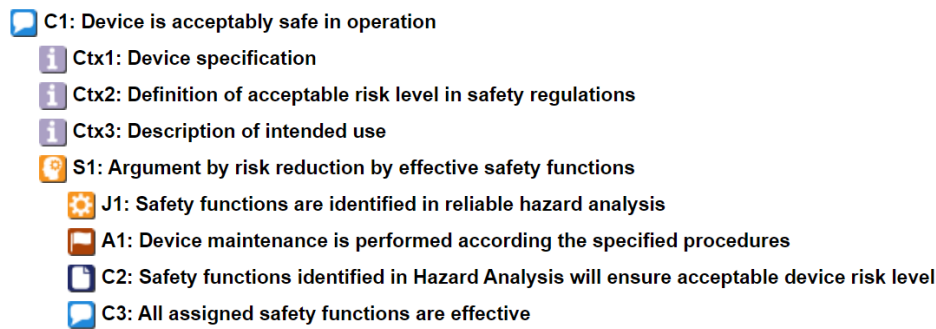 C1: Device is acceptably safe in operation
Ctx1: Device specification
Ctx2: Definition of acceptable risk level in safety regulations
Ctx3: Description of intended use
S1: Argument by risk reduction by effective safety functions
J1: Safety functions are identified in reliable hazard analysis
A1: Device maintenance is performed according the specified procedures
C2: Safety functions identified in Hazard Analysis will ensure acceptable device risk level
C3: All assigned safety functions are effective